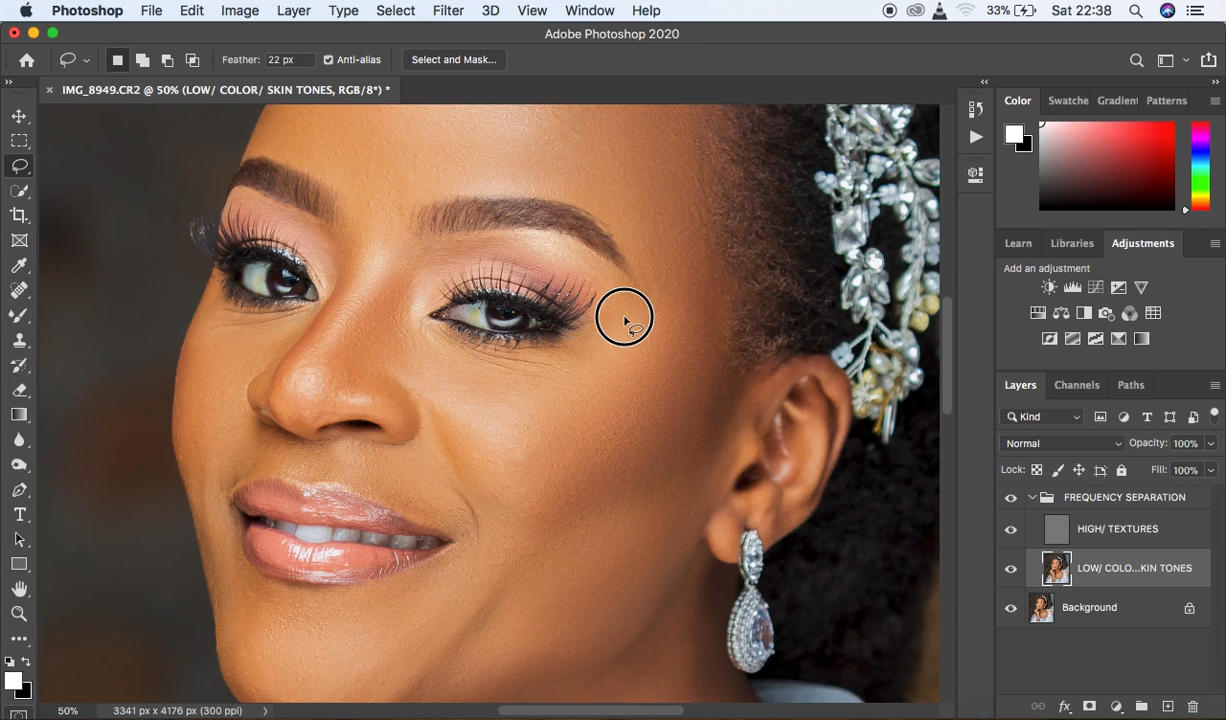 Photoshop File Edit Image Layer Type Select Filter 3D View Window Help 33% Sat 22:38
Adobe Photoshop 2020
Feather: 22 px Anti-alias Select and Mask...
IMG_8949.CR2 @ 50% (LOW/ COLOR/ SKIN TONES, RGB/8*) *
Color Swatche Gradient Patterns
Learn Libraries Adjustments
Add an adjustment
Layers Channels Paths
Kind
Normal Opacity: 100%
Lock: Fill: 100%
FREQUENCY SEPARATION
HIGH/ TEXTURES
LOW/ COLO...KIN TONES
Background
50% 3341 px x 4176 px (300 ppi)